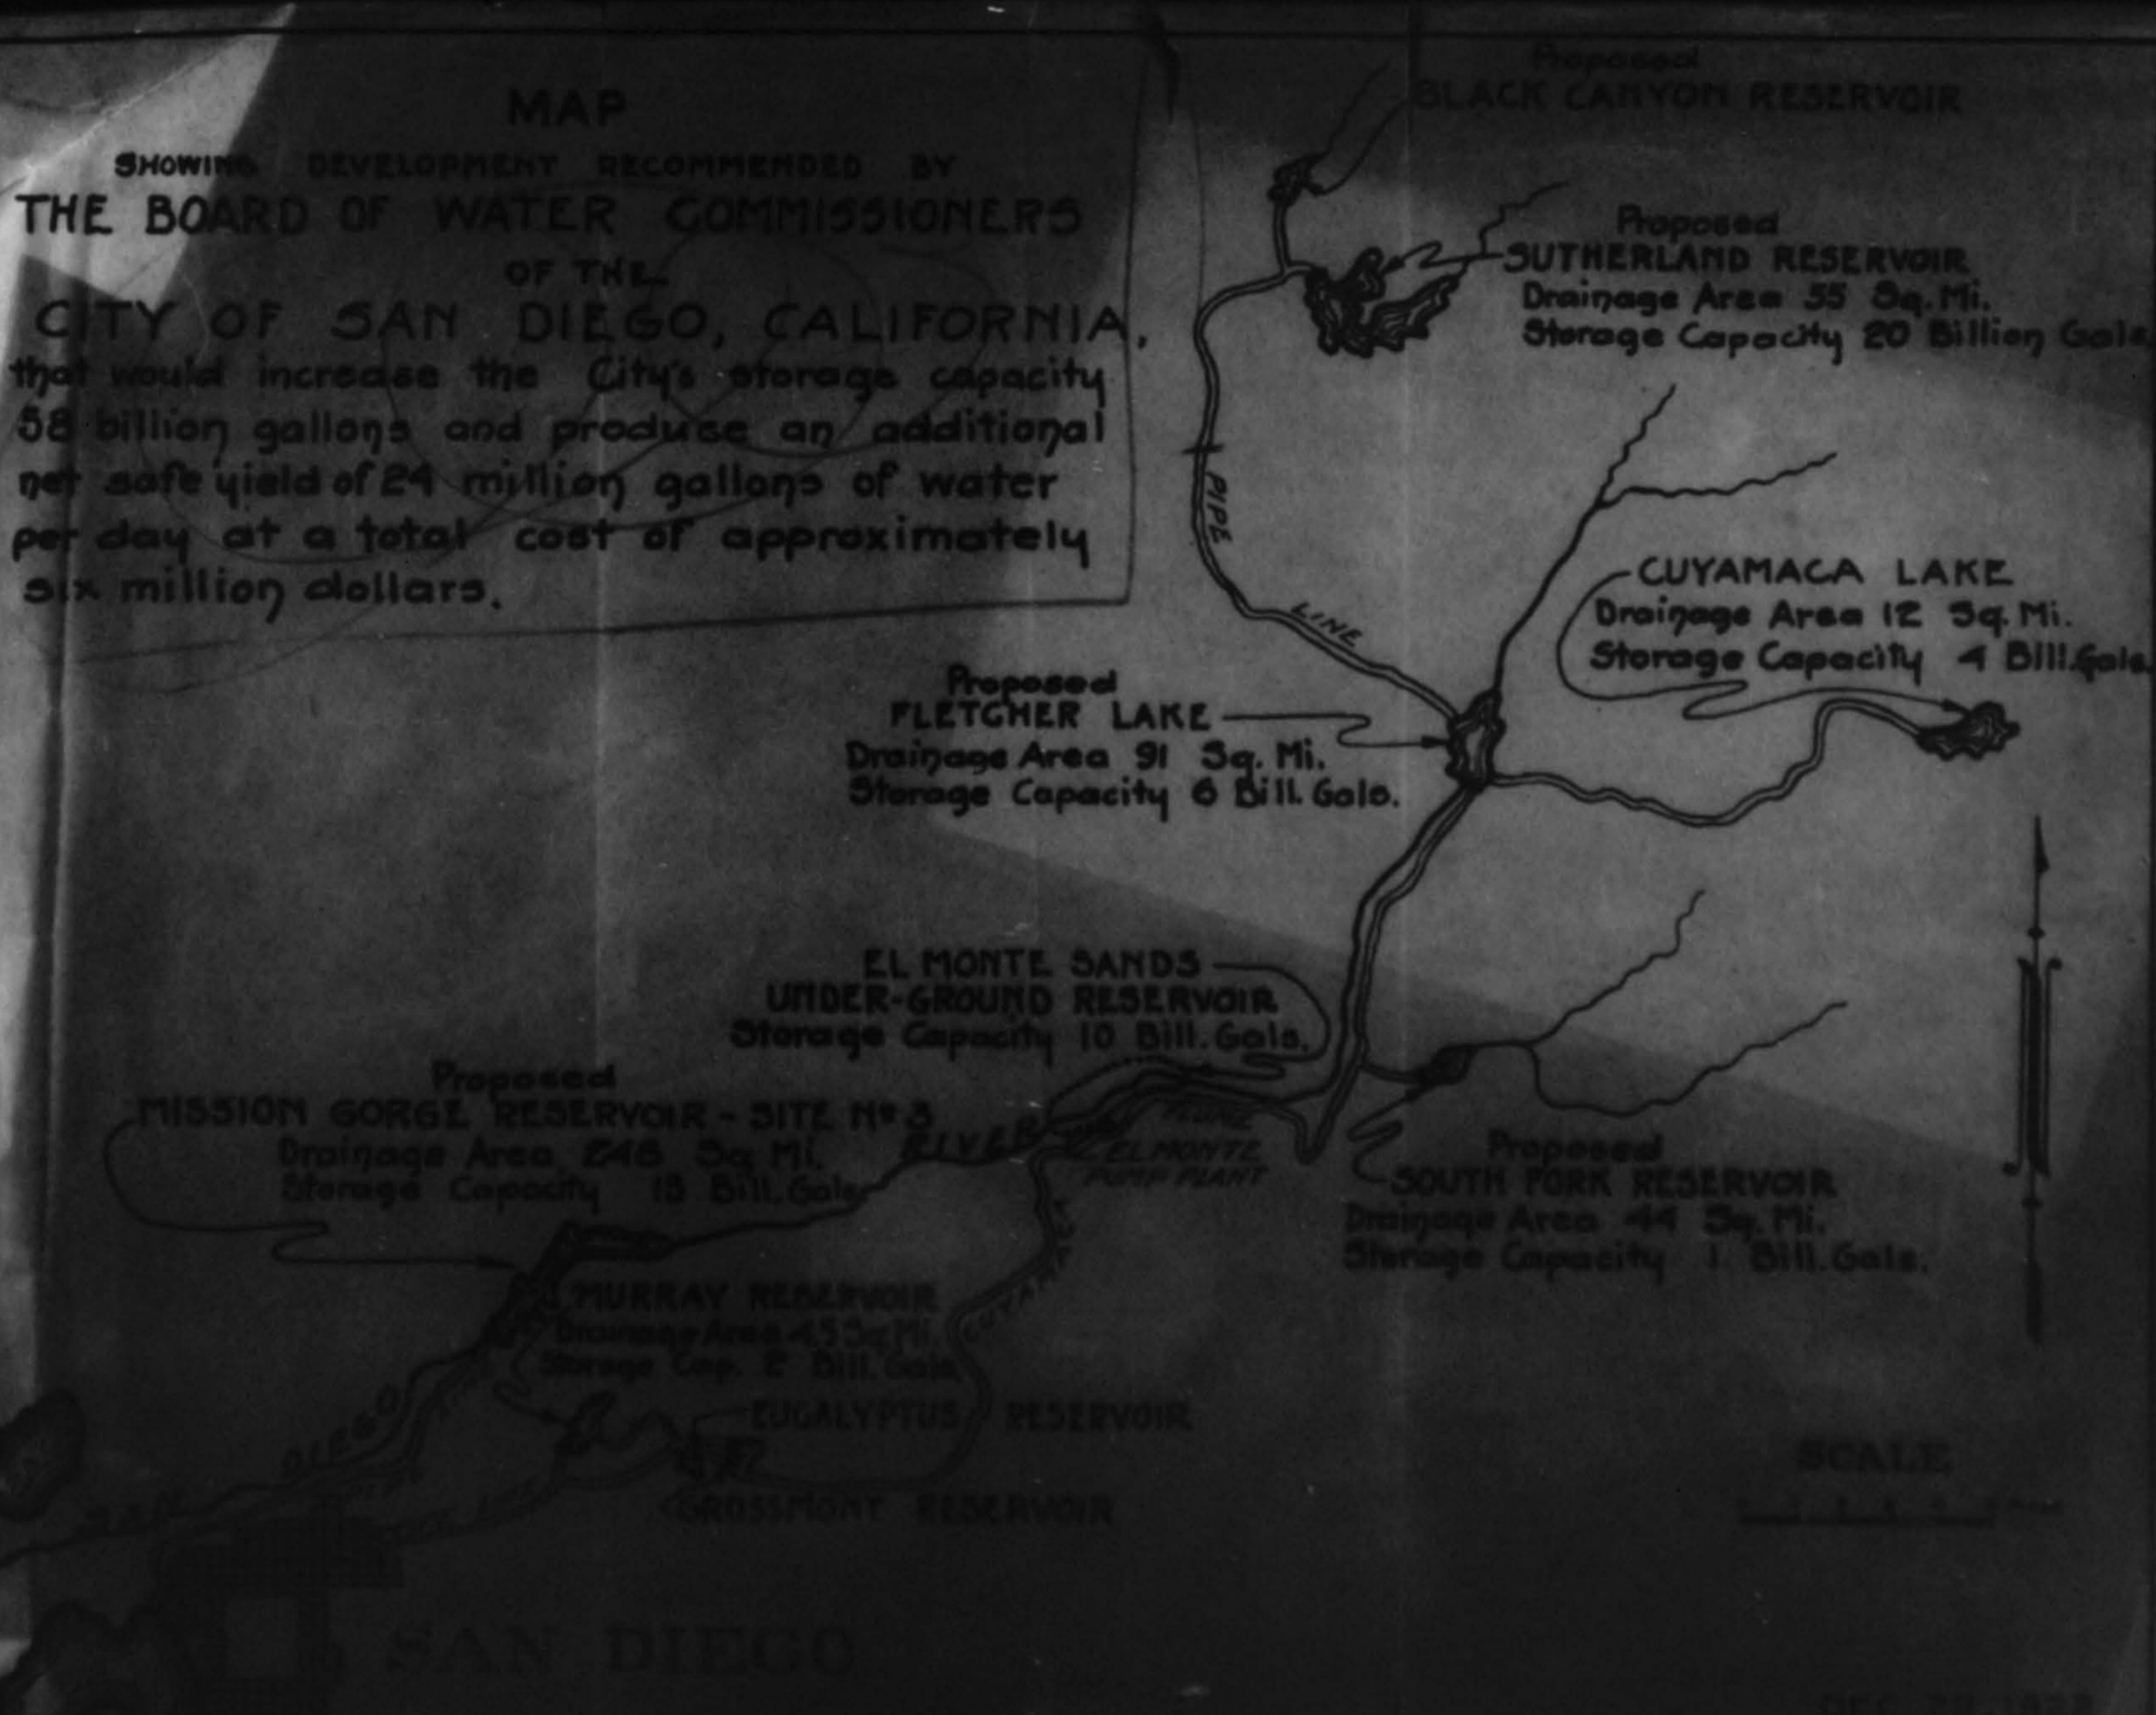 MAP
SHOWING DEVELOPMENT RECOMMENDED BY
THE BOARD OF WATER COMMISSIONERS
OF THE
CITY OF SAN DIEGO, CALIFORNIA,
that would increase the City's storage capacity
58 billion gallons and produce an additional
net safe yield of 24 million gallons of water
per day at a total cost of approximately
six million dollars.
Proposed
BLACK CANYON RESERVOIR
Proposed
SUTHERLAND RESERVOIR
Drainage Area 55 Sq. Mi.
Storage Capacity 20 Billion Gals
PIPE
LINE
CUYAMACA LAKE
Drainage Area 12 Sq. Mi.
Storage Capacity 4 Bill. Gals
Proposed
FLETCHER LAKE
Drainage Area 91 Sq. Mi.
Storage Capacity 6 Bill. Gals.
EL MONTE SANDS
UNDER-GROUND RESERVOIR
Storage Capacity 10 Bill. Gals.
Proposed
MISSION GORGE RESERVOIR - SITE No 3
Drainage Area Sq Mi.
Storage Capacity 15 Bill. Gals
RIVER
FLUME
EL MONTE
PUMP PLANT
Proposed
SOUTH FORK RESERVOIR
Drainage Area 44 Sq. Mi.
Storage Capacity 1 Bill. Gals.
MURRAY RESERVOIR
Drainage Area Sq Mi.
Storage Cap. 2 Bill. Gals
EUCALYPTUS RESERVOIR
GROSSMONT RESERVOIR
SAN DIEGO
SCALE
SAN DIEGO